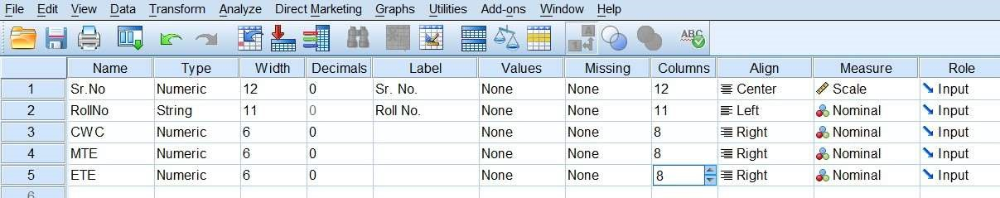 File Edit View Data Transform Analyze Direct Marketing Graphs Utilities Add-ons Window Help
A
1
ABC
Name Type Width Decimals Label Values Missing Columns Align Measure Role
1 Sr.No Numeric 12 0 Sr. No. None None 12 Center Scale Input
2 RollNo String 11 0 Roll No. None None 11 Left Nominal Input
3 CWC Numeric 6 0 None None 8 Right Nominal Input
4 MTE Numeric 6 0 None None 8 Right Nominal Input
5 ETE Numeric 6 0 None None 8 Right Nominal Input
6